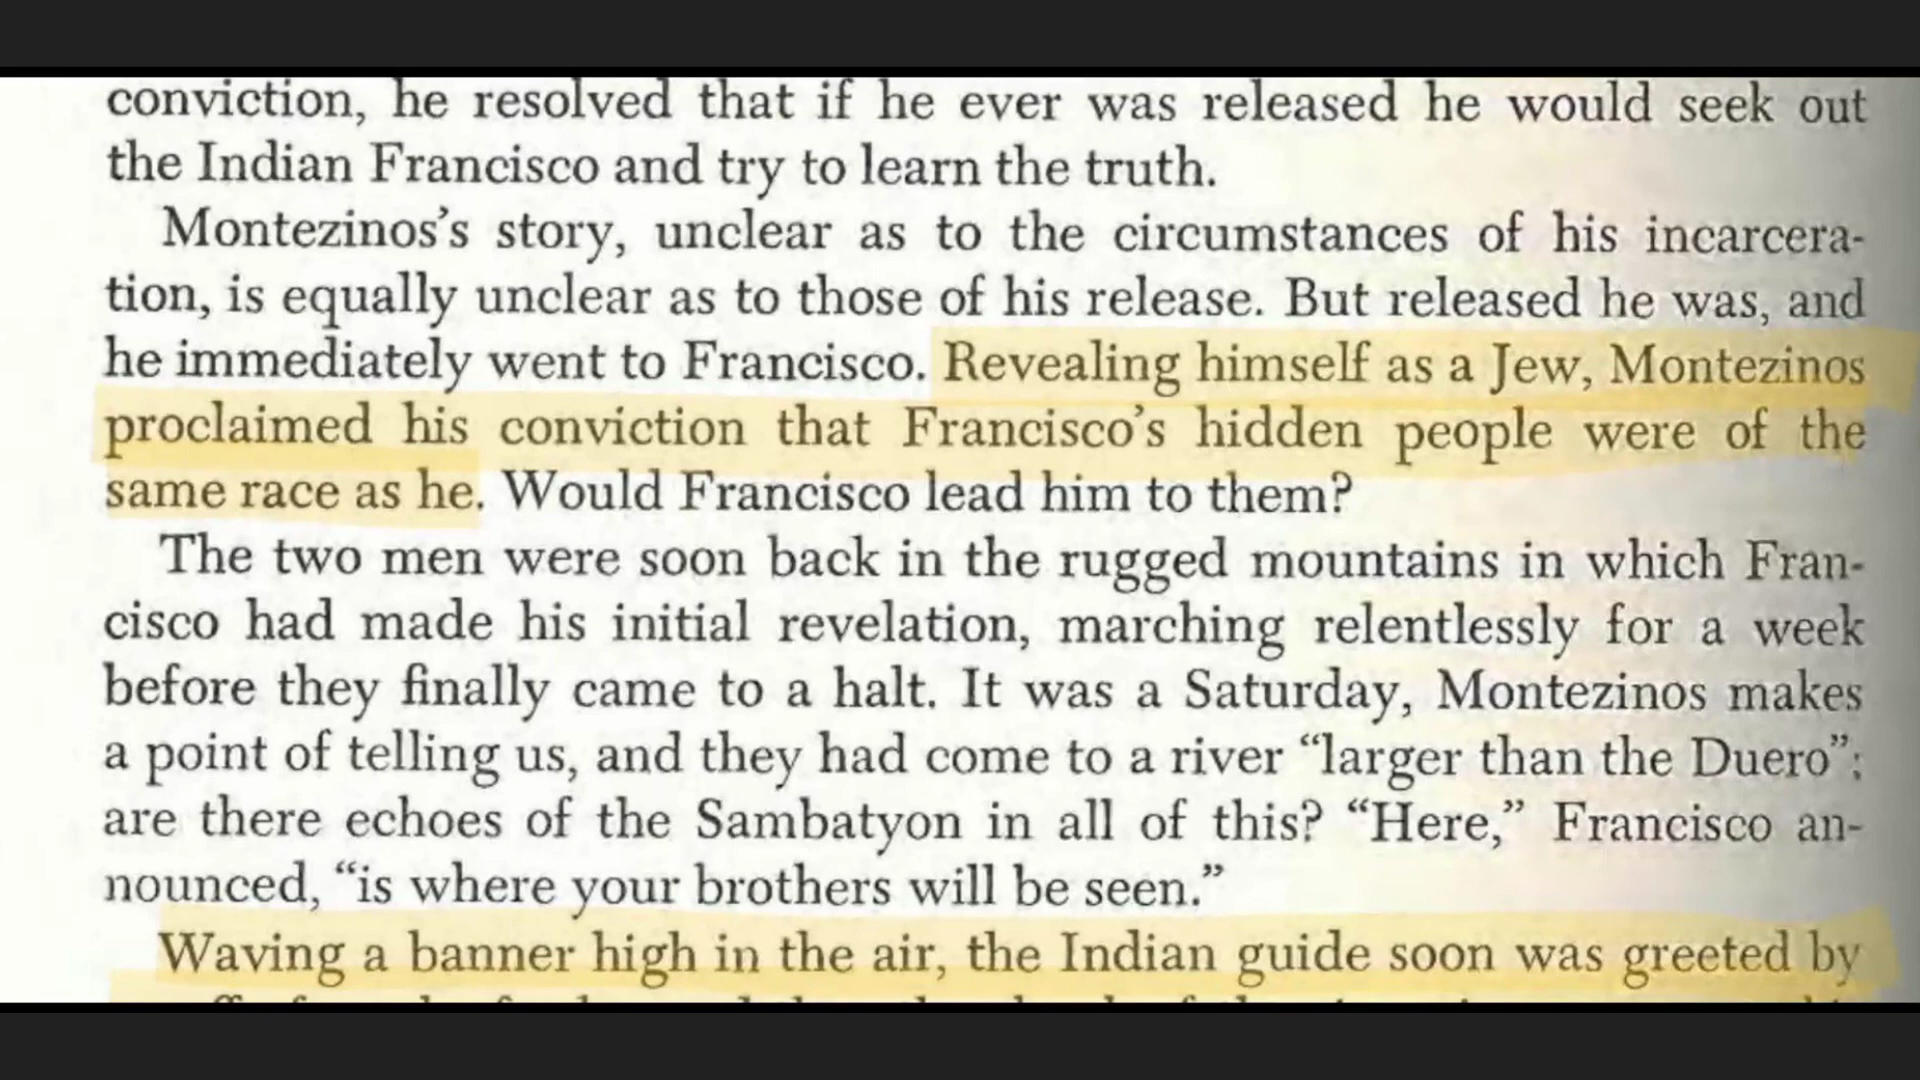 conviction, he resolved that if he ever was released he would seek out
the Indian Francisco and try to learn the truth.
Montezinos's story, unclear as to the circumstances of his incarcera-
tion, is equally unclear as to those of his release. But released he was, and
he immediately went to Francisco. Revealing himself as a Jew, Montezinos
proclaimed his conviction that Francisco's hidden people were of the
same race as he. Would Francisco lead him to them?
The two men were soon back in the rugged mountains in which Fran-
cisco had made his initial revelation, marching relentlessly for a week
before they finally came to a halt. It was a Saturday, Montezinos makes
a point of telling us, and they had come to a river “larger than the Duero”:
are there echoes of the Sambatyon in all of this? “Here,” Francisco an-
nounced, “is where your brothers will be seen.”
Waving a banner high in the air, the Indian guide soon was greeted by